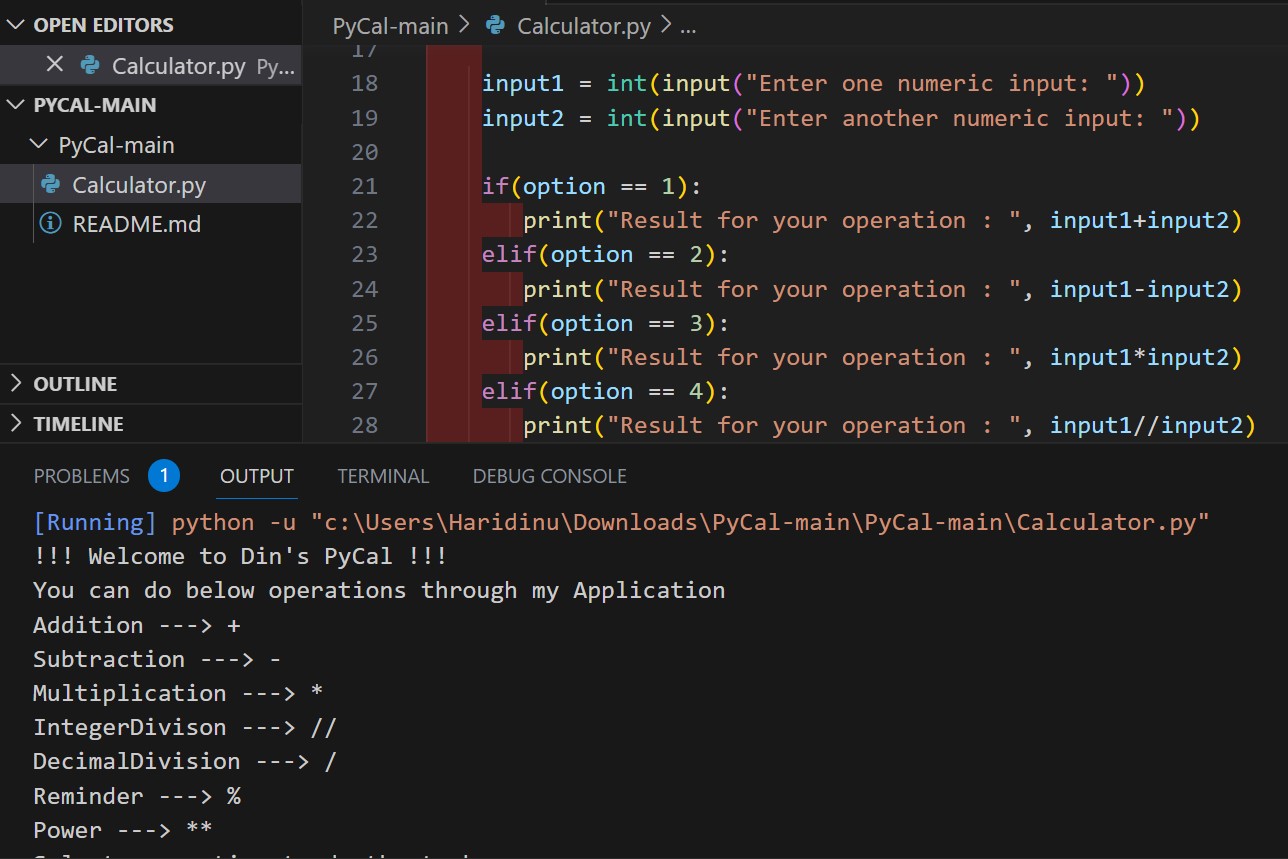 OPEN EDITORS
Calculator.py Py...
PYCAL-MAIN
PyCal-main
Calculator.py
README.md
OUTLINE
TIMELINE
PyCal-main > Calculator.py > ...
17
18 input1 = int(input("Enter one numeric input: "))
19 input2 = int(input("Enter another numeric input: "))
20
21 if(option == 1):
22 print("Result for your operation : ", input1+input2)
23 elif(option == 2):
24 print("Result for your operation : ", input1-input2)
25 elif(option == 3):
26 print("Result for your operation : ", input1*input2)
27 elif(option == 4):
28 print("Result for your operation : ", input1//input2)
PROBLEMS 1 OUTPUT TERMINAL DEBUG CONSOLE
[Running] python -u "c:\Users\Haridinu\Downloads\PyCal-main\PyCal-main\Calculator.py"
!!! Welcome to Din's PyCal !!!
You can do below operations through my Application
Addition ---> +
Subtraction ---> -
Multiplication ---> *
IntegerDivison ---> //
DecimalDivision ---> /
Reminder ---> %
Power ---> **